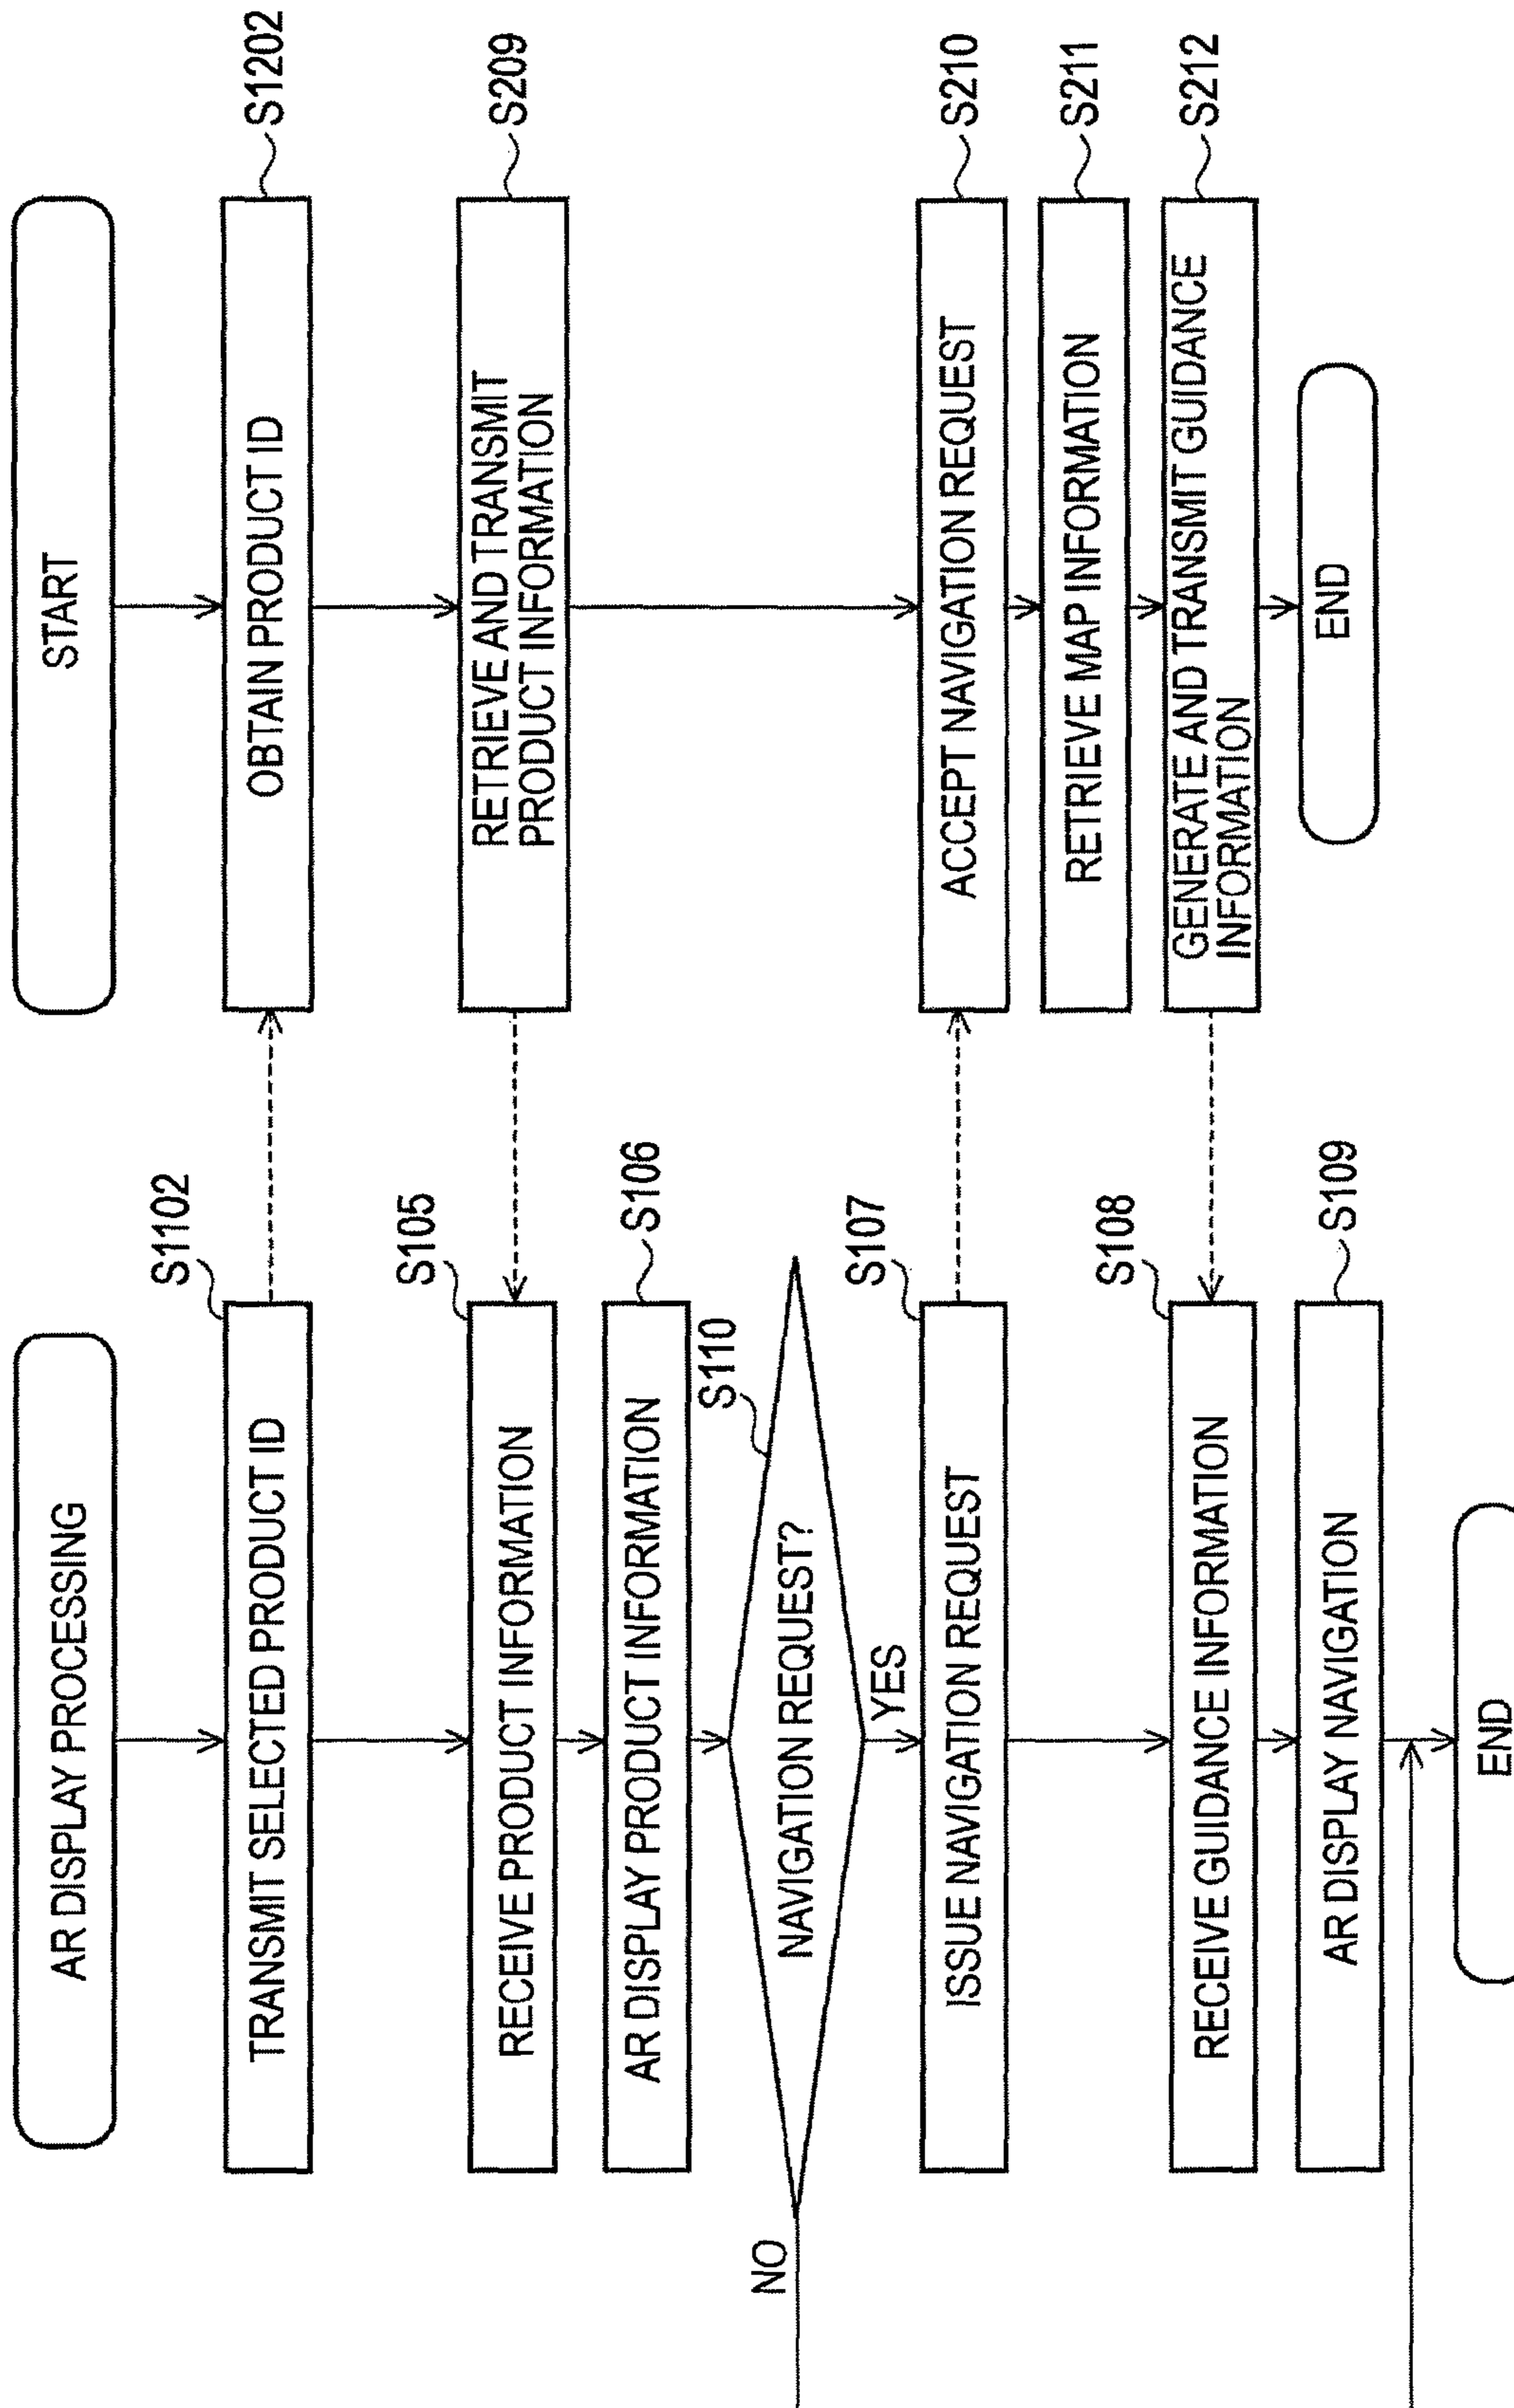 AR DISPLAY PROCESSING
S1102
TRANSMIT SELECTED PRODUCT ID
S105
RECEIVE PRODUCT INFORMATION
S106
AR DISPLAY PRODUCT INFORMATION
S110
NAVIGATION REQUEST?
NO
YES
S107
ISSUE NAVIGATION REQUEST
S108
RECEIVE GUIDANCE INFORMATION
S109
AR DISPLAY NAVIGATION
END
START
S1202
OBTAIN PRODUCT ID
S209
RETRIEVE AND TRANSMIT
PRODUCT INFORMATION
S210
ACCEPT NAVIGATION REQUEST
S211
RETRIEVE MAP INFORMATION
S212
GENERATE AND TRANSMIT GUIDANCE
INFORMATION
END